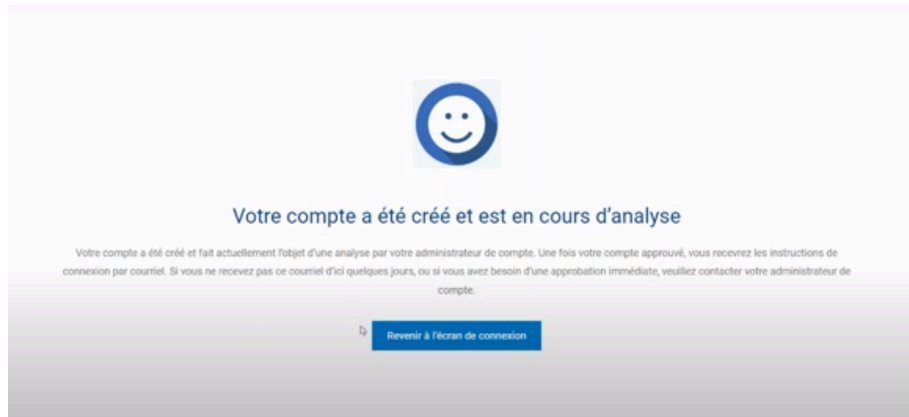 Votre compte a été créé et est en cours d'analyse
Votre compte a été créé et fait actuellement l'objet d'une analyse par votre administrateur de compte. Une fois votre compte approuvé, vous recevrez les instructions de
connexion par courriel. Si vous ne recevez pas ce courriel d'ici quelques jours, ou si vous avez besoin d'une approbation immédiate, veuillez contacter votre administrateur de
compte.
Revenir à l'écran de connexion